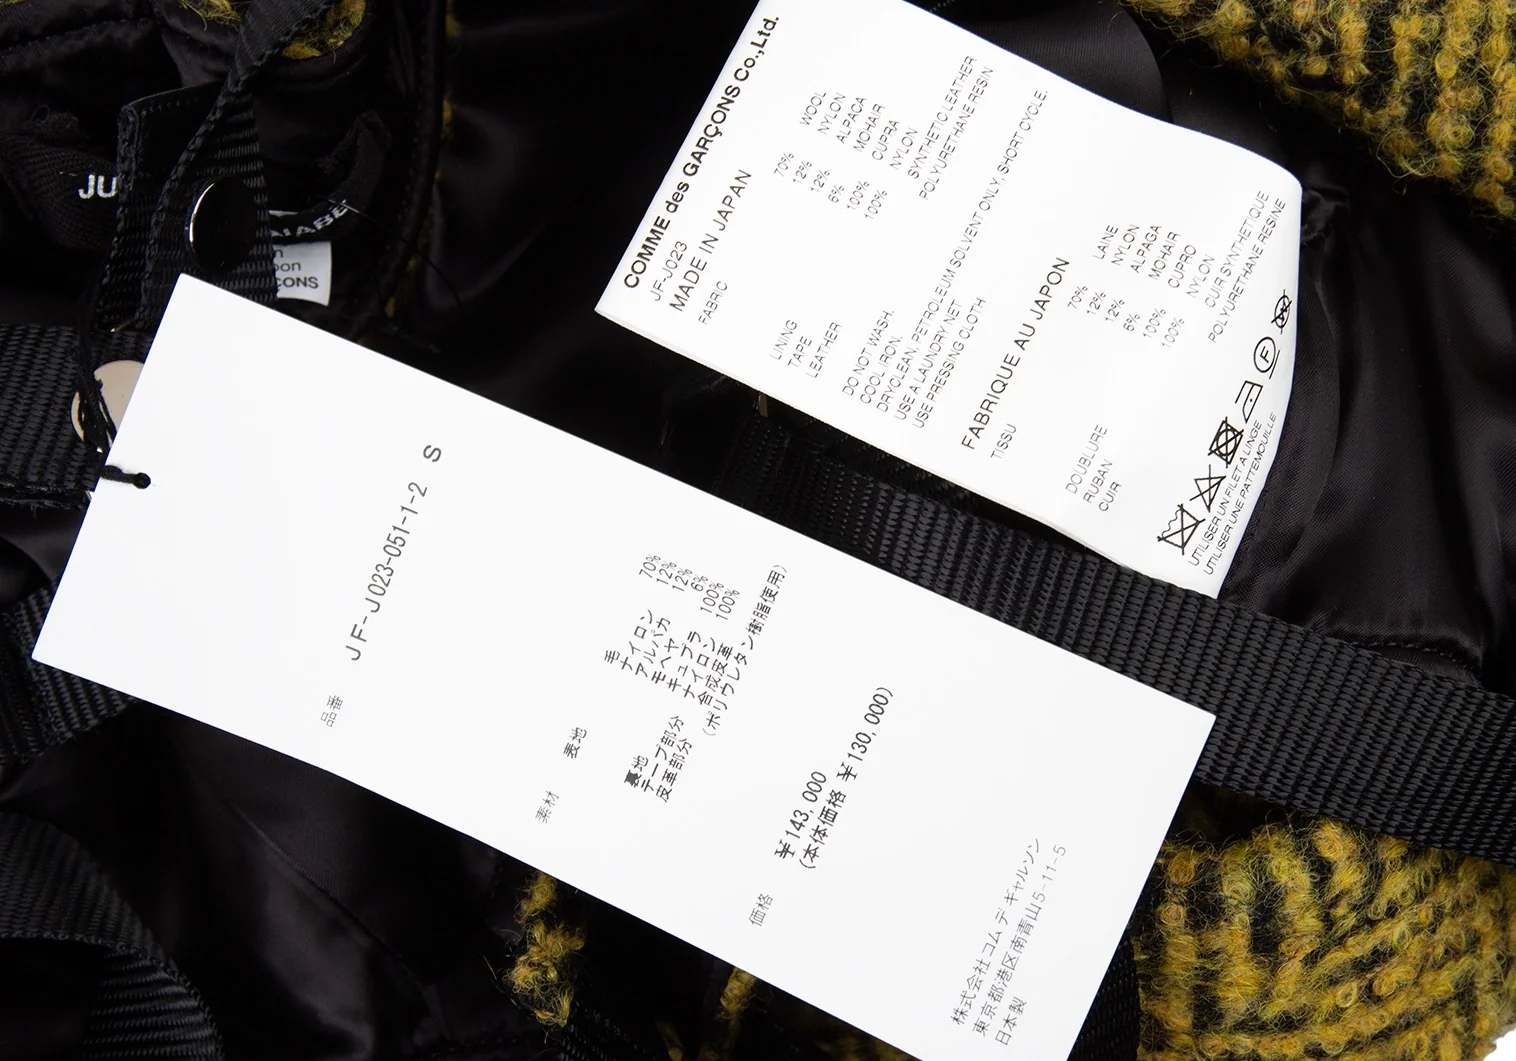 JU
NABE
n
oon
CONS
COMME des GARÇONS Co.,Ltd.
JF-J023
MADE IN JAPAN
FABRIC
70% WOOL
12% NYLON
12% ALPACA
6% MOHAIR
LINING 100% CUPRA
TAPE 100% NYLON
LEATHER SYNTHETIC LEATHER
POLYURETHANE RESIN
DO NOT WASH.
COOL IRON.
DRYCLEAN. PETROLEUM SOLVENT ONLY, SHORT CYCLE.
USE A LAUNDRY NET
USE PRESSING CLOTH
FABRIQUE AU JAPON
TISSU
70% LAINE
12% NYLON
12% ALPAGA
6% MOHAIR
DOUBLURE 100% CUPRO
RUBAN 100% NYLON
CUIR CUIR SYNTHETIQUE
POLYURETHANE RESINE
F
UTILISER UN FILET A LINGE
UTILISER UNE PATTEMOUILLE
品番 JF-J023-051-1-2 S
素材 表地 毛 70%
ナイロン 12%
アルパカ 12%
モヘヤ 6%
裏地 キュプラ 100%
テープ部分 ナイロン 100%
皮革部分 合成皮革
(ポリウレタン樹脂使用)
価格 ¥143,000
(本体価格 ¥130,000)
株式会社 コム デ ギャルソン
東京都港区南青山5-11-5
日本製